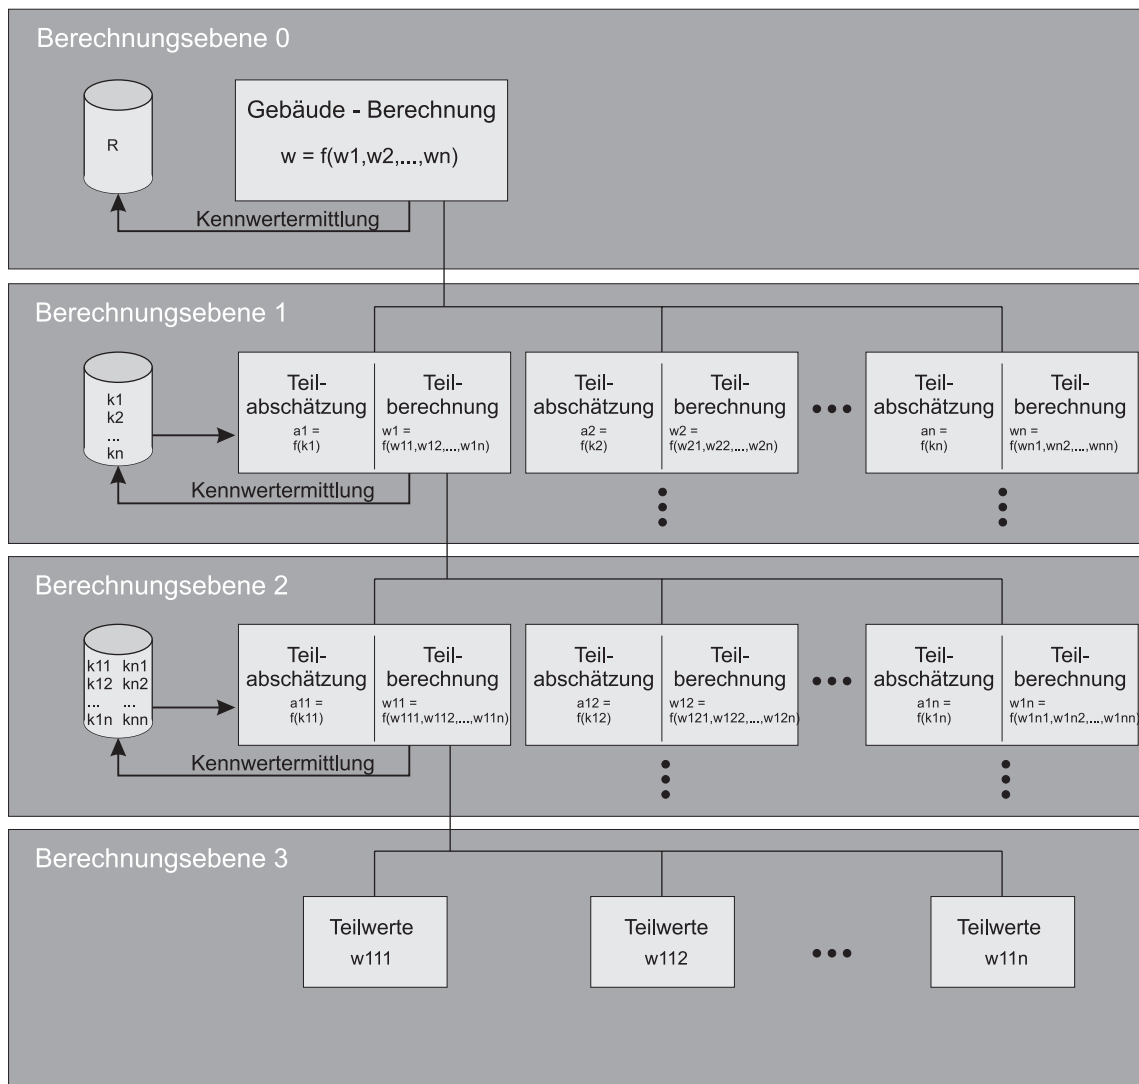 Berechnungsebene 0
R
Gebäude - Berechnung
w = f(w1,w2,...,wn)
Kennwertermittlung
Berechnungsebene 1
k1
k2
...
kn
Teil-
abschätzung
a1 =
f(k1)
Teil-
berechnung
w1 =
f(w11,w12,...,w1n)
Teil-
abschätzung
a2 =
f(k2)
Teil-
berechnung
w2 =
f(w21,w22,...,w2n)
Teil-
abschätzung
an =
f(kn)
Teil-
berechnung
wn =
f(wn1,wn2,...,wnn)
Kennwertermittlung
Berechnungsebene 2
k11 kn1
k12 kn2
... ...
k1n knn
Teil-
abschätzung
a11 =
f(k11)
Teil-
berechnung
w11 =
f(w111,w112,...,w11n)
Teil-
abschätzung
a12 =
f(k12)
Teil-
berechnung
w12 =
f(w121,w122,...,w12n)
Teil-
abschätzung
a1n =
f(k1n)
Teil-
berechnung
w1n =
f(w1n1,w1n2,...,w1nn)
Kennwertermittlung
Berechnungsebene 3
Teilwerte
w111
Teilwerte
w112
Teilwerte
w11n